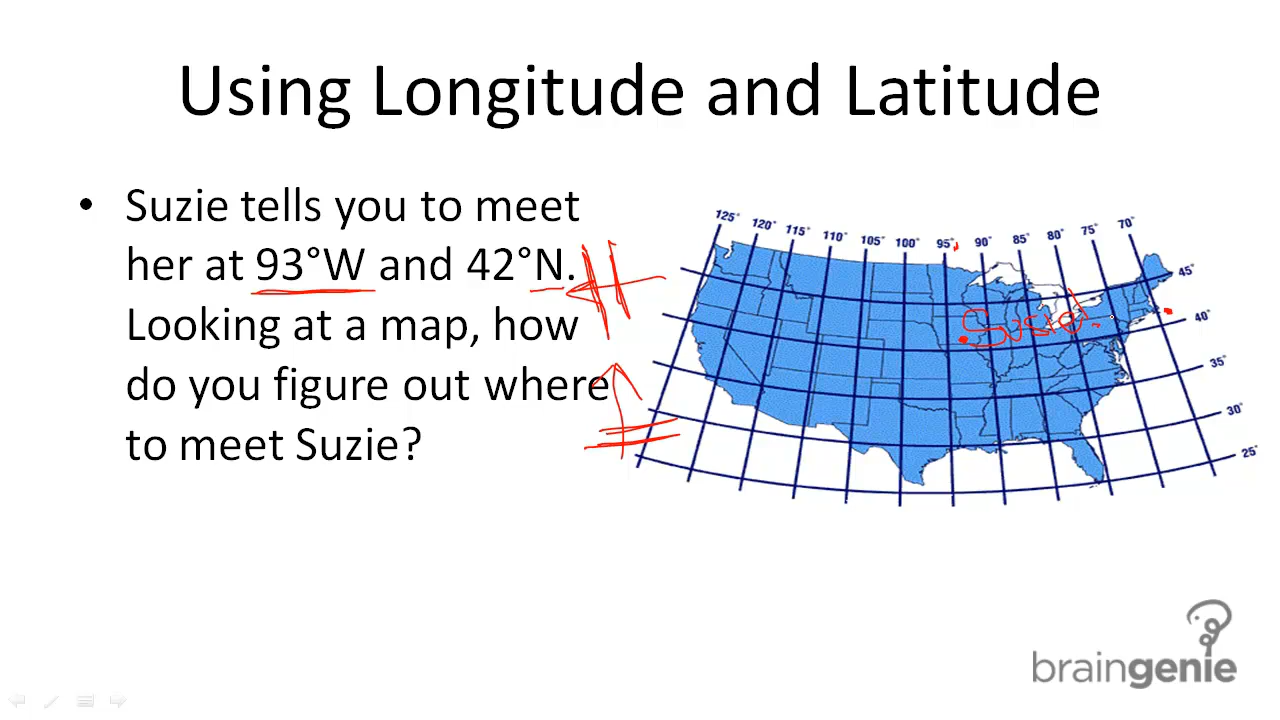 Using Longitude and Latitude
• Suzie tells you to meet
her at 93°W and 42°N.
Looking at a map, how
do you figure out where
to meet Suzie?
125° 120° 115° 110° 105° 100° 95° 90° 85° 80° 75° 70°
45°
40°
35°
30°
25°
Suzie!
braingenie